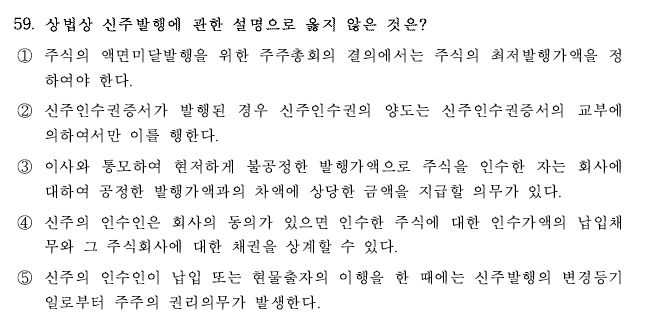 59. 상법상 신주발행에 관한 설명으로 옳지 않은 것은?
① 주식의 액면미달발행을 위한 주주총회의 결의에서는 주식의 최저발행가액을 정
하여야 한다.
② 신주인수권증서가 발행된 경우 신주인수권의 양도는 신주인수권증서의 교부에
의하여서만 이를 행한다.
③ 이사와 통모하여 현저하게 불공정한 발행가액으로 주식을 인수한 자는 회사에
대하여 공정한 발행가액과의 차액에 상당한 금액을 지급할 의무가 있다.
④ 신주의 인수인은 회사의 동의가 있으면 인수한 주식에 대한 인수가액의 납입채
무와 그 주식회사에 대한 채권을 상계할 수 있다.
⑤ 신주의 인수인이 납입 또는 현물출자의 이행을 한 때에는 신주발행의 변경등기
일로부터 주주의 권리의무가 발생한다.